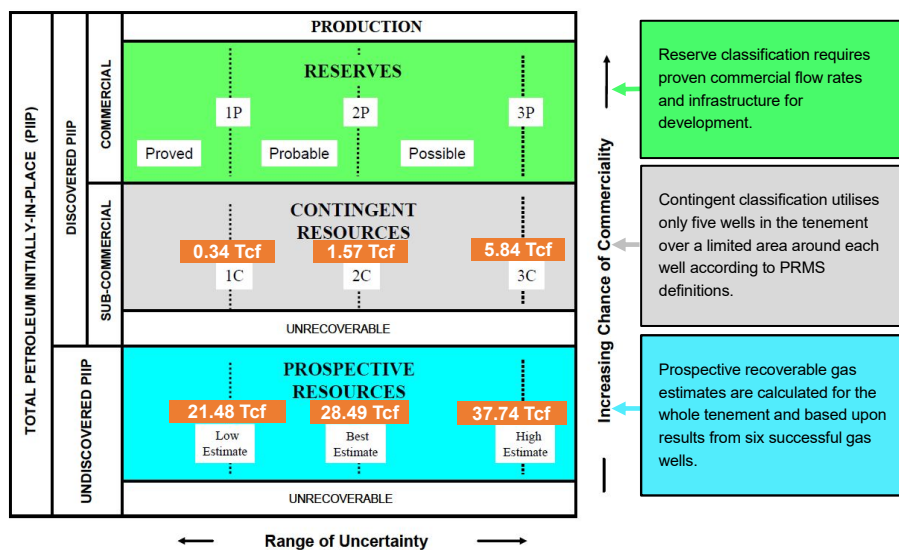 TOTAL PETROLEUM INITIALLY-IN-PLACE (PIIP)
DISCOVERED PIIP
UNDISCOVERED PIIP
COMMERCIAL
SUB-COMMERCIAL
PRODUCTION
RESERVES
1P
2P
3P
Proved
Probable
Possible
CONTINGENT
RESOURCES
0.34 Tcf
1.57 Tcf
5.84 Tcf
1C
2C
3C
UNRECOVERABLE
PROSPECTIVE
RESOURCES
21.48 Tcf
28.49 Tcf
37.74 Tcf
Low
Estimate
Best
Estimate
High
Estimate
UNRECOVERABLE
Range of Uncertainty
Increasing Chance of Commerciality
Reserve classification requires
proven commercial flow rates
and infrastructure for
development.
Contingent classification utilises
only five wells in the tenement
over a limited area around each
well according to PRMS
definitions.
Prospective recoverable gas
estimates are calculated for the
whole tenement and based upon
results from six successful gas
wells.